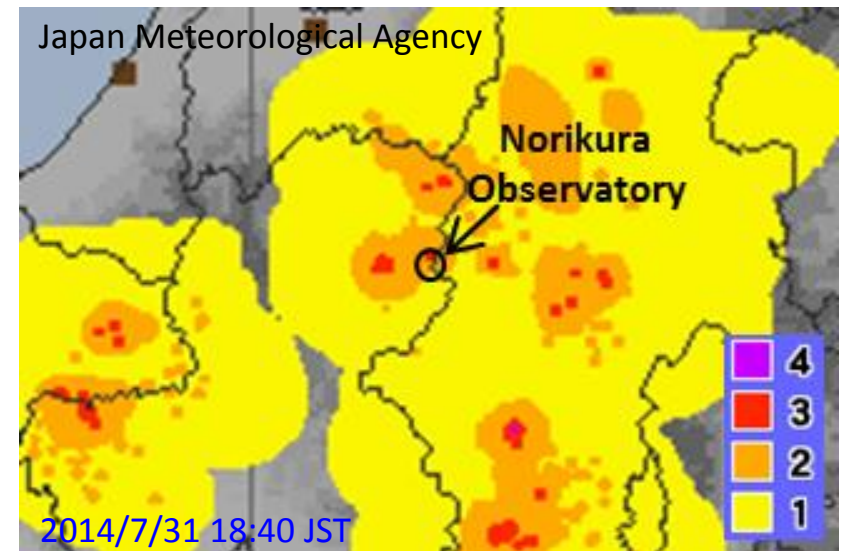 Japan Meteorological Agency
Norikura
Observatory
4
3
2
1
2014/7/31 18:40 JST